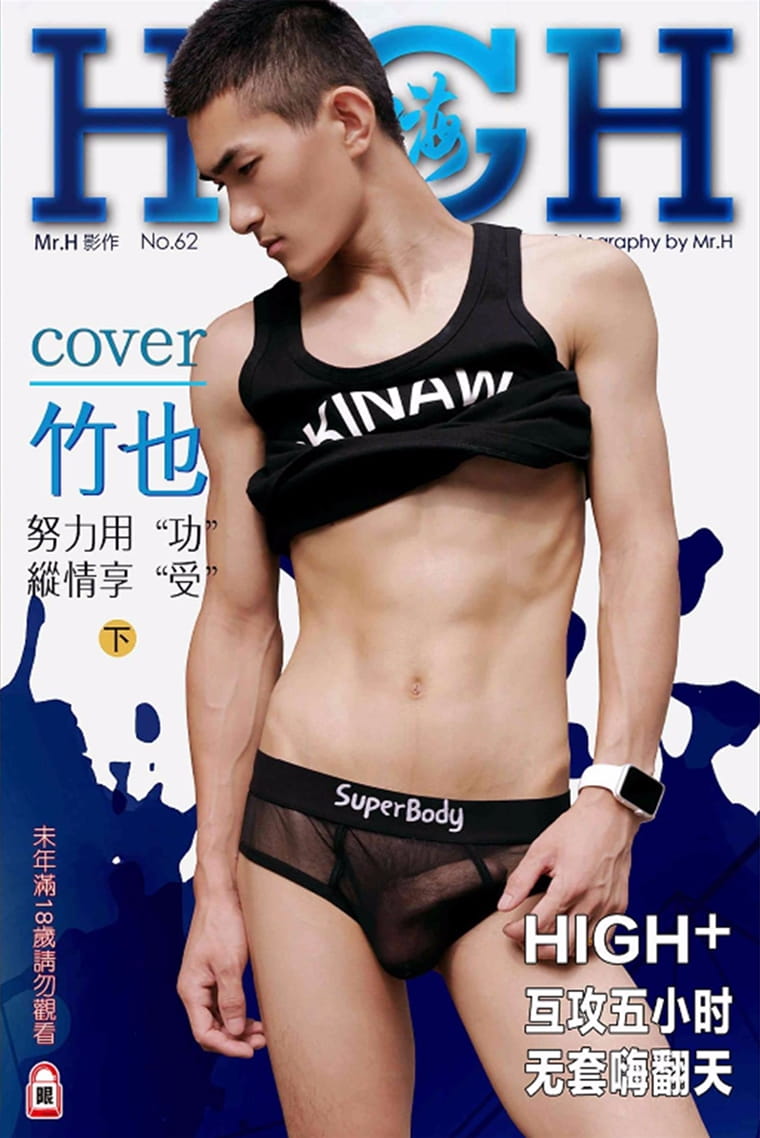 HIGH
嗨
Mr.H 影作 No.62
graphy by Mr.H
cover
竹也
努力用“功”
縱情享“受”
下
KINAW
SuperBody
未年滿18歲請勿觀看
限
HIGH+
互攻五小时
无套嗨翻天